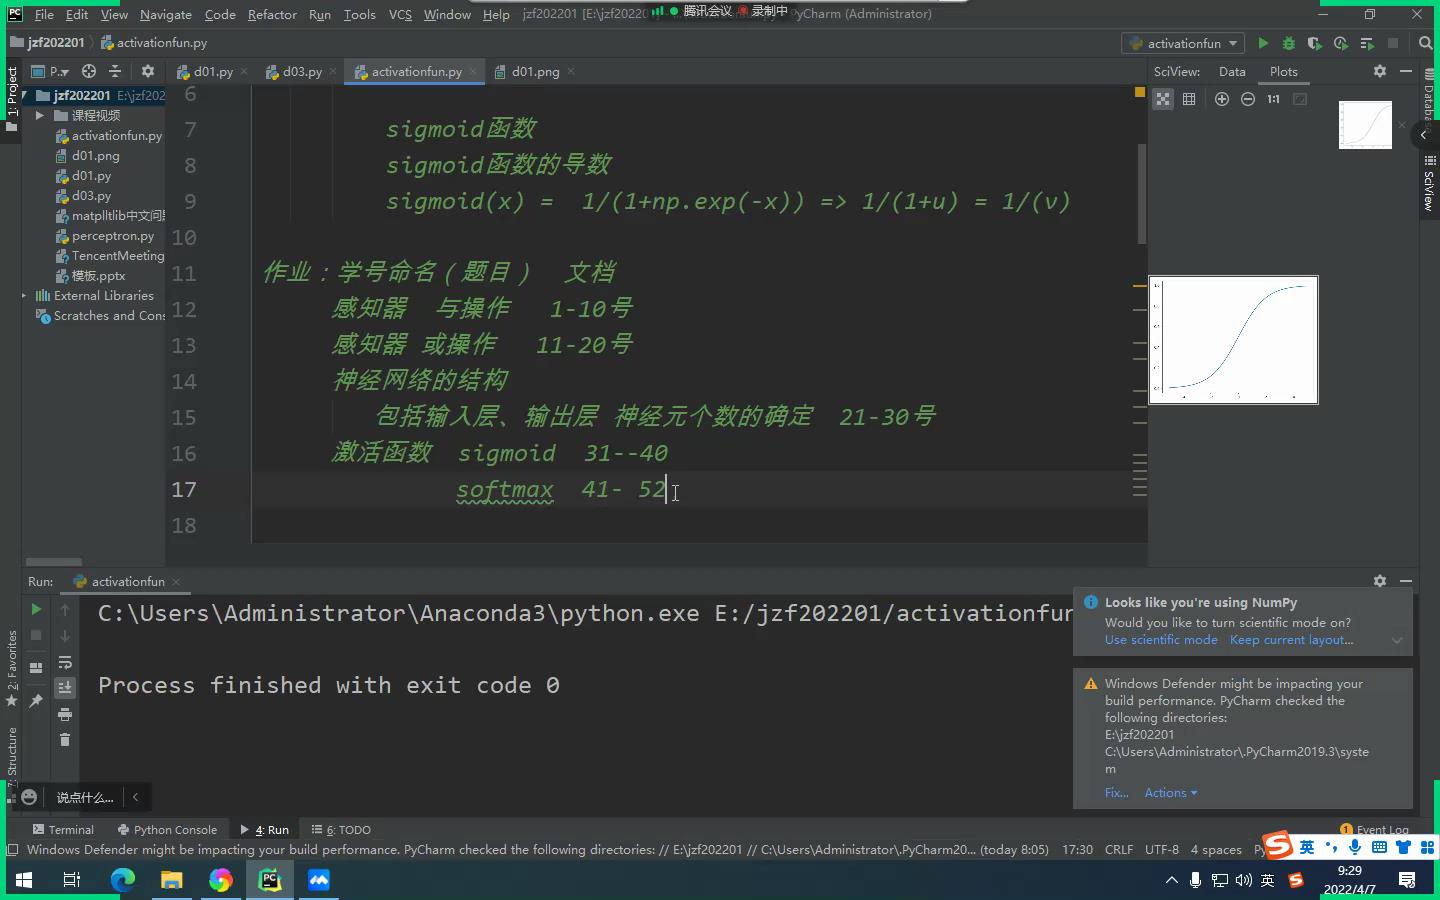 File Edit View Navigate Code Refactor Run Tools VCS Window Help jzf202201 [E:\jzf2022 腾讯会议 录制中 PyCharm (Administrator)
jzf202201 activationfun.py
activationfun
P.. d01.py d03.py activationfun.py d01.png
SciView: Data Plots
1:1
1: Project
jzf202201 E:\jzf202
课程视频
activationfun.py
d01.png
d01.py
d03.py
matplltlib中文问
perceptron.py
TencentMeeting
模板.pptx
External Libraries
Scratches and Con
6
7 sigmoid函数
8 sigmoid函数的导数
9 sigmoid(x) = 1/(1+np.exp(-x)) => 1/(1+u) = 1/(v)
10
11 作业：学号命名（题目） 文档
12 感知器 与操作 1-10号
13 感知器 或操作 11-20号
14 神经网络的结构
15 包括输入层、输出层 神经元个数的确定 21-30号
16 激活函数 sigmoid 31--40
17 softmax 41- 52
18
Database
SciView
Run: activationfun
C:\Users\Administrator\Anaconda3\python.exe E:/jzf202201/activationfun
Process finished with exit code 0
Looks like you're using NumPy
Would you like to turn scientific mode on?
Use scientific mode Keep current layout...
Windows Defender might be impacting your
build performance. PyCharm checked the
following directories:
E:\jzf202201
C:\Users\Administrator\.PyCharm2019.3\syste
m
Fix... Actions
2: Favorites
7: Structure
说点什么...
Terminal Python Console 4: Run 6: TODO
1 Event Log
Windows Defender might be impacting your build performance. PyCharm checked the following directories: // E:\jzf202201 // C:\Users\Administrator\.PyCharm20... (today 8:05) 17:30 CRLF UTF-8 4 spaces
英
英
9:29
2022/4/7